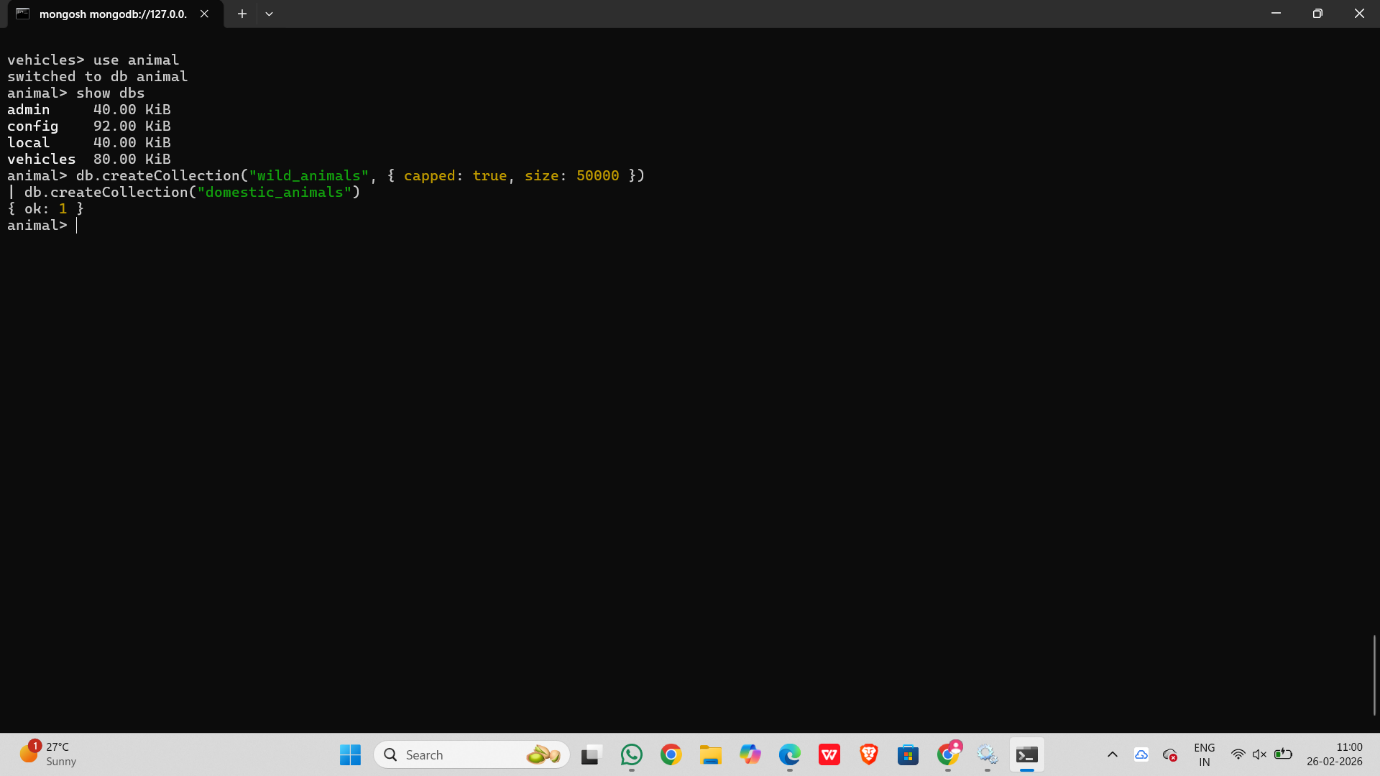 mongosh mongodb://127.0.0.
vehicles> use animal
switched to db animal
animal> show dbs
admin     40.00 KiB
config    92.00 KiB
local     40.00 KiB
vehicles  80.00 KiB
animal> db.createCollection("wild_animals", { capped: true, size: 50000 })
| db.createCollection("domestic_animals")
{ ok: 1 }
animal>
1
27°C
Sunny
Search
ENG
IN
11:00
26-02-2026